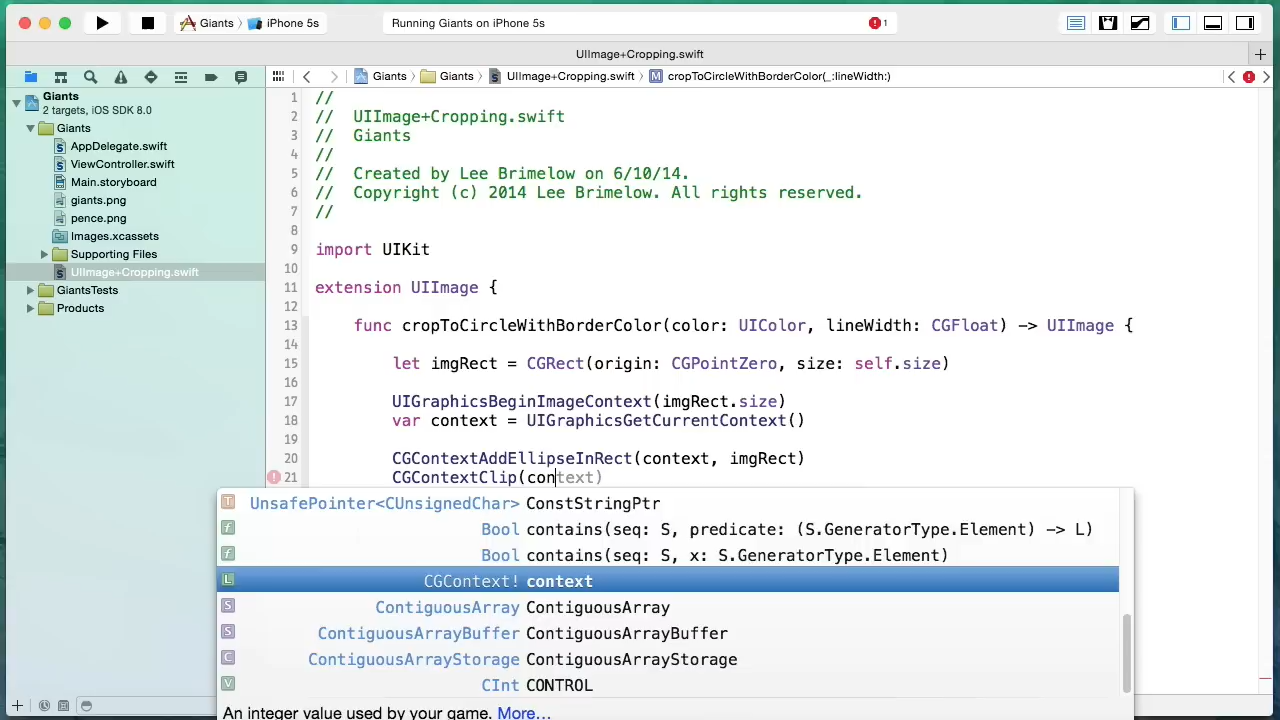 Giants
iPhone 5s
Running Giants on iPhone 5s
1
UIImage+Cropping.swift
Giants
Giants
UIImage+Cropping.swift
M
cropToCircleWithBorderColor(_:lineWidth:)
Giants
2 targets, iOS SDK 8.0
Giants
AppDelegate.swift
ViewController.swift
Main.storyboard
giants.png
pence.png
Images.xcassets
Supporting Files
UIImage+Cropping.swift
GiantsTests
Products
1 //
2 //  UIImage+Cropping.swift
3 //  Giants
4 //
5 //  Created by Lee Brimelow on 6/10/14.
6 //  Copyright (c) 2014 Lee Brimelow. All rights reserved.
7 //
8
9 import UIKit
10
11 extension UIImage {
12
13 func cropToCircleWithBorderColor(color: UIColor, lineWidth: CGFloat) -> UIImage {
14
15 let imgRect = CGRect(origin: CGPointZero, size: self.size)
16
17 UIGraphicsBeginImageContext(imgRect.size)
18 var context = UIGraphicsGetCurrentContext()
19
20 CGContextAddEllipseInRect(context, imgRect)
21 CGContextClip(context)
T UnsafePointer<CUnsignedChar> ConstStringPtr
f Bool contains(seq: S, predicate: (S.GeneratorType.Element) -> L)
f Bool contains(seq: S, x: S.GeneratorType.Element)
L CGContext! context
S ContiguousArray ContiguousArray
S ContiguousArrayBuffer ContiguousArrayBuffer
C ContiguousArrayStorage ContiguousArrayStorage
V CInt CONTROL
An integer value used by your game. More...